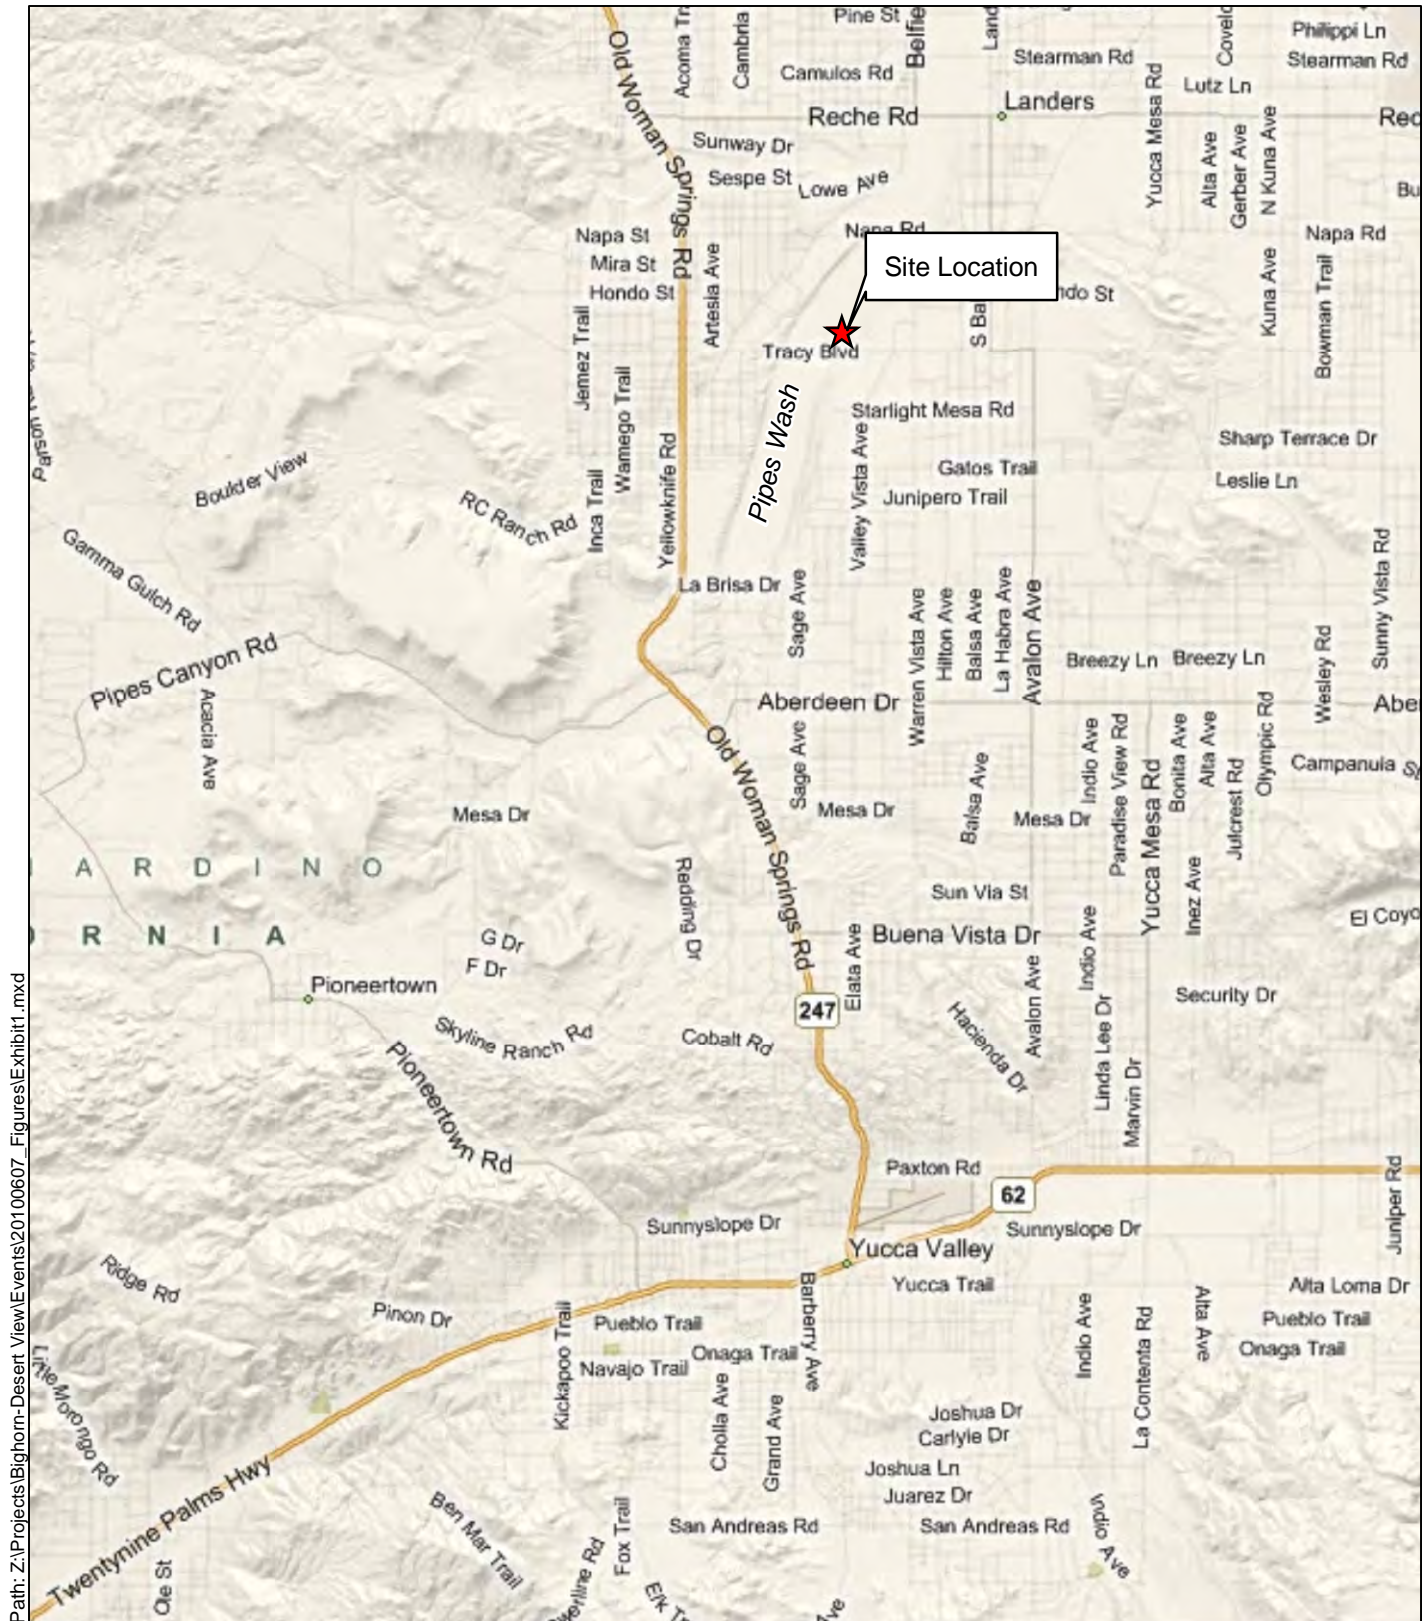 Pine St
Belfie
Land
Covelo
Philippi Ln
Acoma Tr
Cambria
Old Woman Springs Rd
Stearman Rd
Stearman Rd
Camulos Rd
Lutz Ln
Yucca Mesa Rd
Reche Rd
Landers
Rec
Sunway Dr
Alta Ave
Gerber Ave
N Kuna Ave
Sespe St
Lowe Ave
Bu
Napa St
Napa Rd
Napa Rd
Mira St
Site Location
Hondo St
Artesia Ave
ndo St
Kuna Ave
Bowman Trail
S Ba
Jemez Trail
Tracy Blvd
Wamego Trail
Pipes Wash
Starlight Mesa Rd
Sharp Terrace Dr
Boulder View
Yellowknife Rd
Valley Vista Ave
Gatos Trail
Leslie Ln
RC Ranch Rd
Inca Trail
Junipero Trail
Gamma Gulch Rd
Sunny Vista Rd
La Brisa Dr
Sage Ave
Warren Vista Ave
Hilton Ave
Balsa Ave
La Habra Ave
Avalon Ave
Pipes Canyon Rd
Breezy Ln
Breezy Ln
Wesley Rd
Acacia Ave
Aberdeen Dr
Abe
Old Woman Springs Rd
Sage Ave
Indio Ave
Paradise View Rd
Yucca Mesa Rd
Bonita Ave
Alta Ave
Julcrest Rd
Olympic Rd
Campanula
Mesa Dr
Mesa Dr
Balsa Ave
Mesa Dr
ARDINO
Redding Dr
Sun Via St
Inez Ave
El Coyo
RNIA
G Dr
F Dr
Buena Vista Dr
Elata Ave
Indio Ave
Pioneertown
Avalon Ave
Security Dr
247
Skyline Ranch Rd
Cobalt Rd
Hacienda Dr
Linda Lee Dr
Marvin Dr
Pioneertown Rd
Paxton Rd
62
Juniper Rd
Sunnyslope Dr
Sunnyslope Dr
Yucca Valley
Ridge Rd
Yucca Trail
Alta Loma Dr
Pinon Dr
Kickapoo Trail
Pueblo Trail
Barberry Ave
Indio Ave
La Contenta Rd
Alta Ave
Pueblo Trail
Onaga Trail
Onaga Trail
Navajo Trail
Morongo Rd
Cholla Ave
Grand Ave
Joshua Dr
Carlyle Dr
Joshua Ln
Juarez Dr
Twentynine Palms Hwy
Ben Mar Trail
Fox Trail
San Andreas Rd
San Andreas Rd
Indio Ave
Ole St
Elk Tr
Ave
Path: Z:\Projects\Bighorn-Desert View\Events\20100607_Figures\Exhibit1.mxd